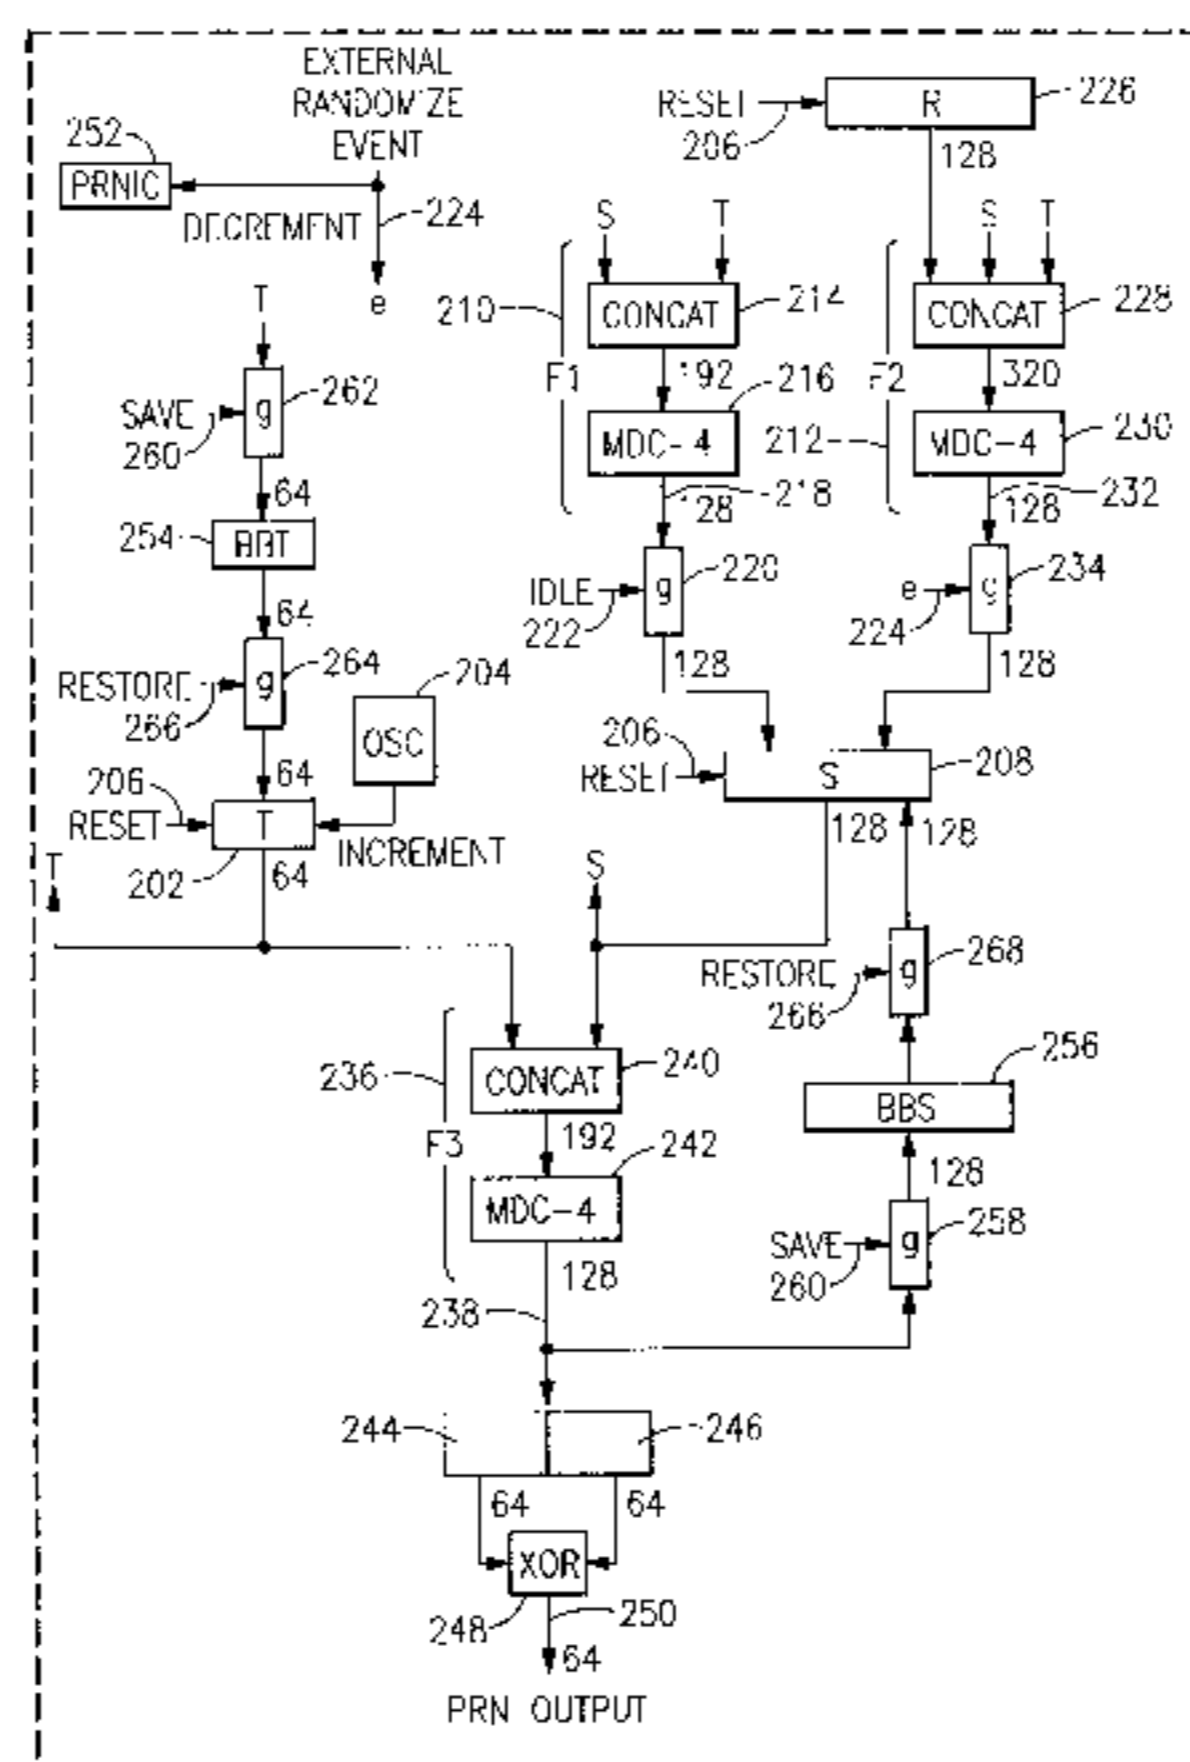 EXTERNAL
RANDOMIZE
EVENT
RESET
206
R
226
128
252
PRNIC
DECREMENT
224
e
S
T
S
T
210
CONCAT
214
CONCAT
228
F1
192
216
F2
320
MDC-4
212
MDC-4
230
128
218
128
232
T
SAVE
260
g
262
64
254
BBT
64
RESTORE
266
g
264
64
204
OSC
IDLE
222
g
220
128
e
224
g
234
128
206
RESET
T
INCREMENT
202
64
T
206
RESET
S
208
128
128
S
RESTORE
266
g
268
236
CONCAT
240
256
F3
192
242
BBS
MDC-4
128
128
SAVE
260
g
258
238
244
246
64
64
XOR
248
250
64
PRN OUTPUT